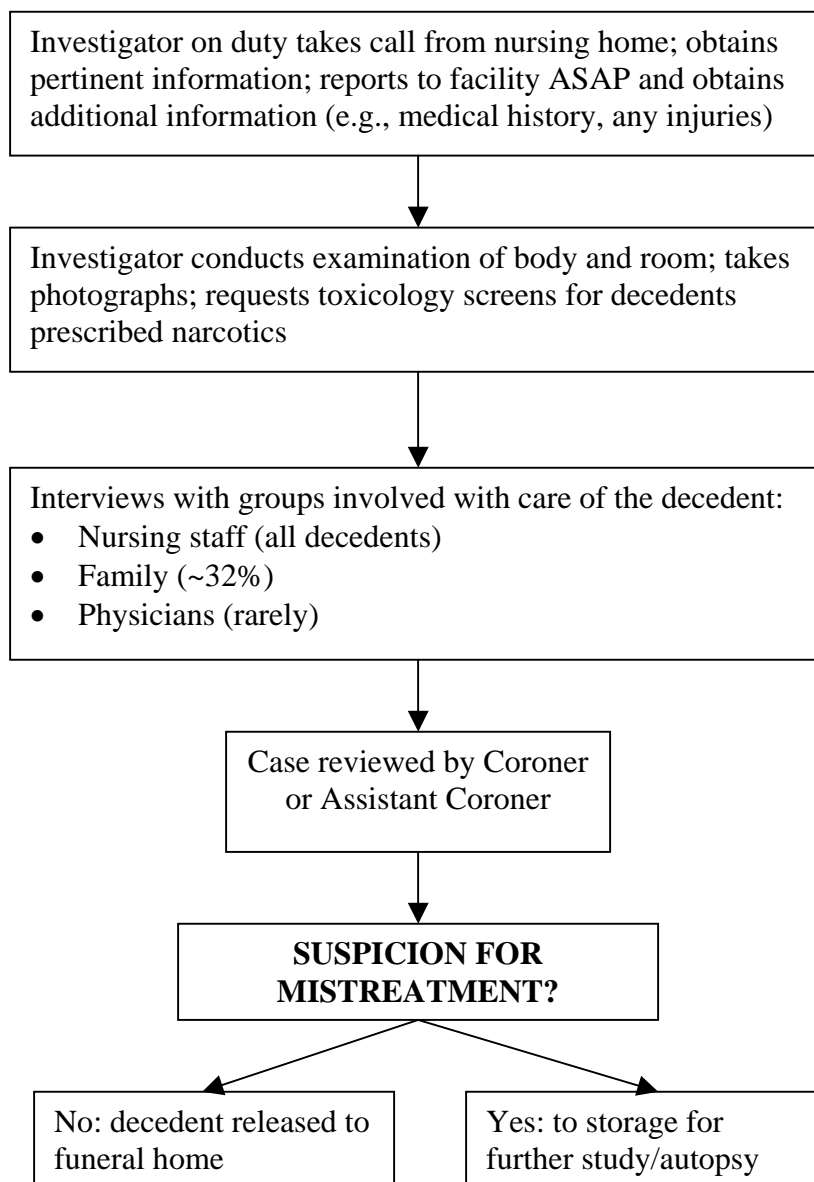 Investigator on duty takes call from nursing home; obtains
pertinent information; reports to facility ASAP and obtains
additional information (e.g., medical history, any injuries)
Investigator conducts examination of body and room; takes
photographs; requests toxicology screens for decedents
prescribed narcotics
Interviews with groups involved with care of the decedent:
• Nursing staff (all decedents)
• Family (~32%)
• Physicians (rarely)
Case reviewed by Coroner
or Assistant Coroner
SUSPICION FOR
MISTREATMENT?
No: decedent released to
funeral home
Yes: to storage for
further study/autopsy